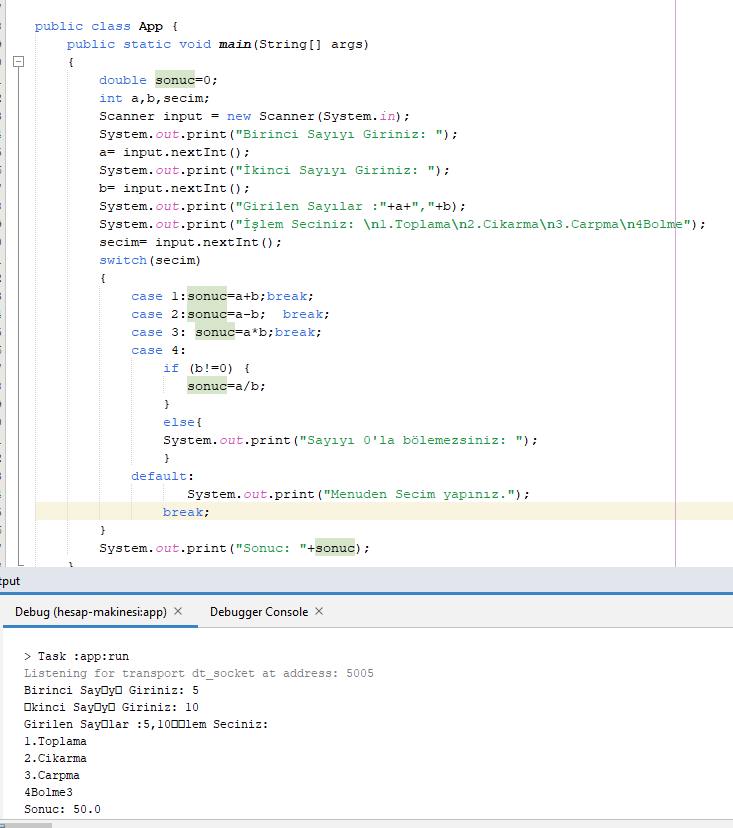 public class App {
public static void main(String[] args)
{
double sonuc=0;
int a,b,secim;
Scanner input = new Scanner(System.in);
System.out.print("Birinci Sayıyı Giriniz: ");
a= input.nextInt();
System.out.print("İkinci Sayıyı Giriniz: ");
b= input.nextInt();
System.out.print("Girilen Sayılar :"+a+","+b);
System.out.print("İşlem Seciniz: \n1.Toplama\n2.Cikarma\n3.Carpma\n4Bolme");
secim= input.nextInt();
switch(secim)
{
case 1:sonuc=a+b;break;
case 2:sonuc=a-b;  break;
case 3: sonuc=a*b;break;
case 4:
if (b!=0) {
sonuc=a/b;
}
else{
System.out.print("Sayıyı 0'la bölemezsiniz: ");
}
default:
System.out.print("Menuden Secim yapınız.");
break;
}
System.out.print("Sonuc: "+sonuc);
tput
Debug (hesap-makinesi:app) × Debugger Console ×
> Task :app:run
Listening for transport dt_socket at address: 5005
Birinci Say□y□ Giriniz: 5
□kinci Say□y□ Giriniz: 10
Girilen Say□lar :5,10□□lem Seciniz:
1.Toplama
2.Cikarma
3.Carpma
4Bolme3
Sonuc: 50.0